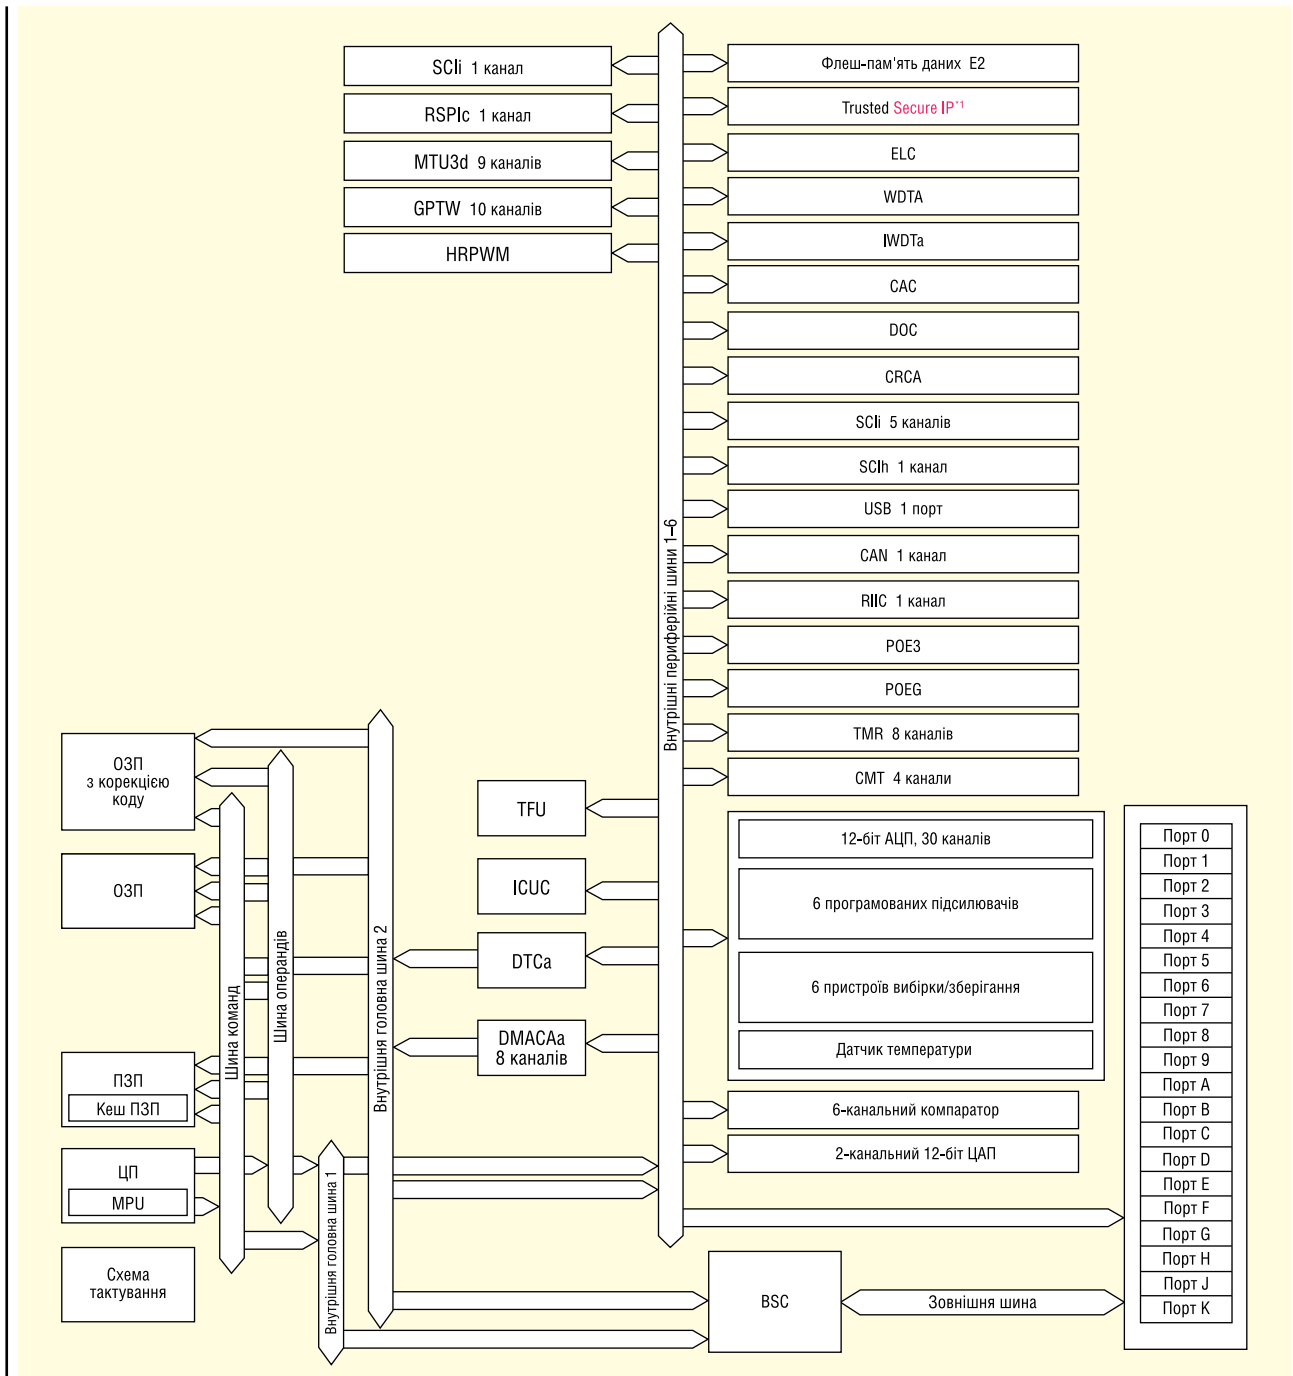 SCIi 1 канал
RSPIc 1 канал
MTU3d 9 каналів
GPTW 10 каналів
HRPWM
Флеш-пам'ять даних E2
Trusted Secure IP*1
ELC
WDTA
IWDTa
CAC
DOC
CRCA
SCIi 5 каналів
SCIh 1 канал
USB 1 порт
CAN 1 канал
RIIC 1 канал
POE3
POEG
TMR 8 каналів
CMT 4 канали
12-біт АЦП, 30 каналів
6 програмованих підсилювачів
6 пристроїв вибірки/зберігання
Датчик температури
6-канальний компаратор
2-канальний 12-біт ЦАП
Внутрішні периферійні шини 1–6
TFU
ICUC
DTCa
DMACAa
8 каналів
Внутрішня головна шина 2
Шина операндів
Шина команд
Внутрішня головна шина 1
ОЗП
з корекцією
коду
ОЗП
ПЗП
Кеш ПЗП
ЦП
MPU
Схема
тактування
BSC
Зовнішня шина
Порт 0
Порт 1
Порт 2
Порт 3
Порт 4
Порт 5
Порт 6
Порт 7
Порт 8
Порт 9
Порт A
Порт B
Порт C
Порт D
Порт E
Порт F
Порт G
Порт H
Порт J
Порт K